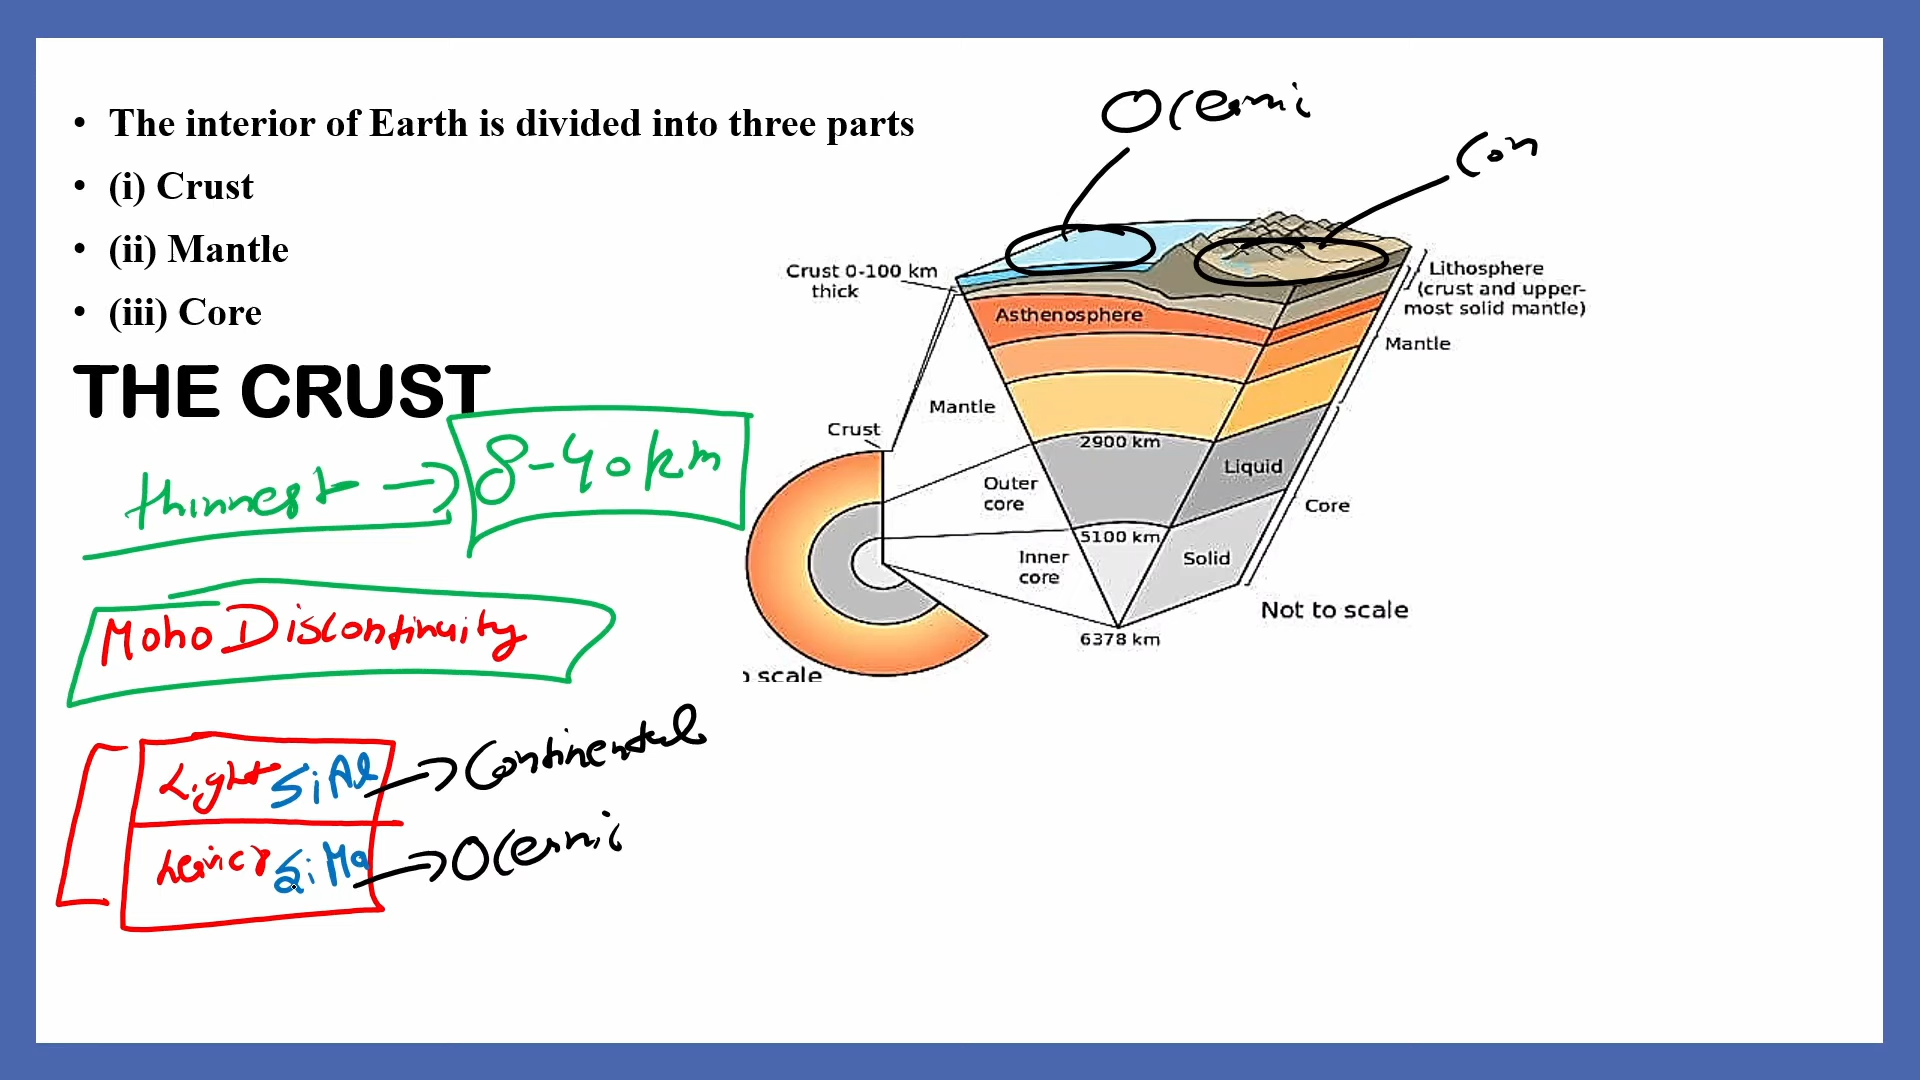 • The interior of Earth is divided into three parts
• (i) Crust
• (ii) Mantle
• (iii) Core
THE CRUST
thinnest → 8-40 km
Moho Discontinuity
Light SiAl → Continental
SiMa → Oceanic
Oceanic
Con
Crust 0-100 km
thick
Asthenosphere
Lithosphere
(crust and upper-
most solid mantle)
Mantle
Mantle
Crust
2900 km
Liquid
Outer
core
Core
5100 km
Inner
core
Solid
Not to scale
6378 km
scale